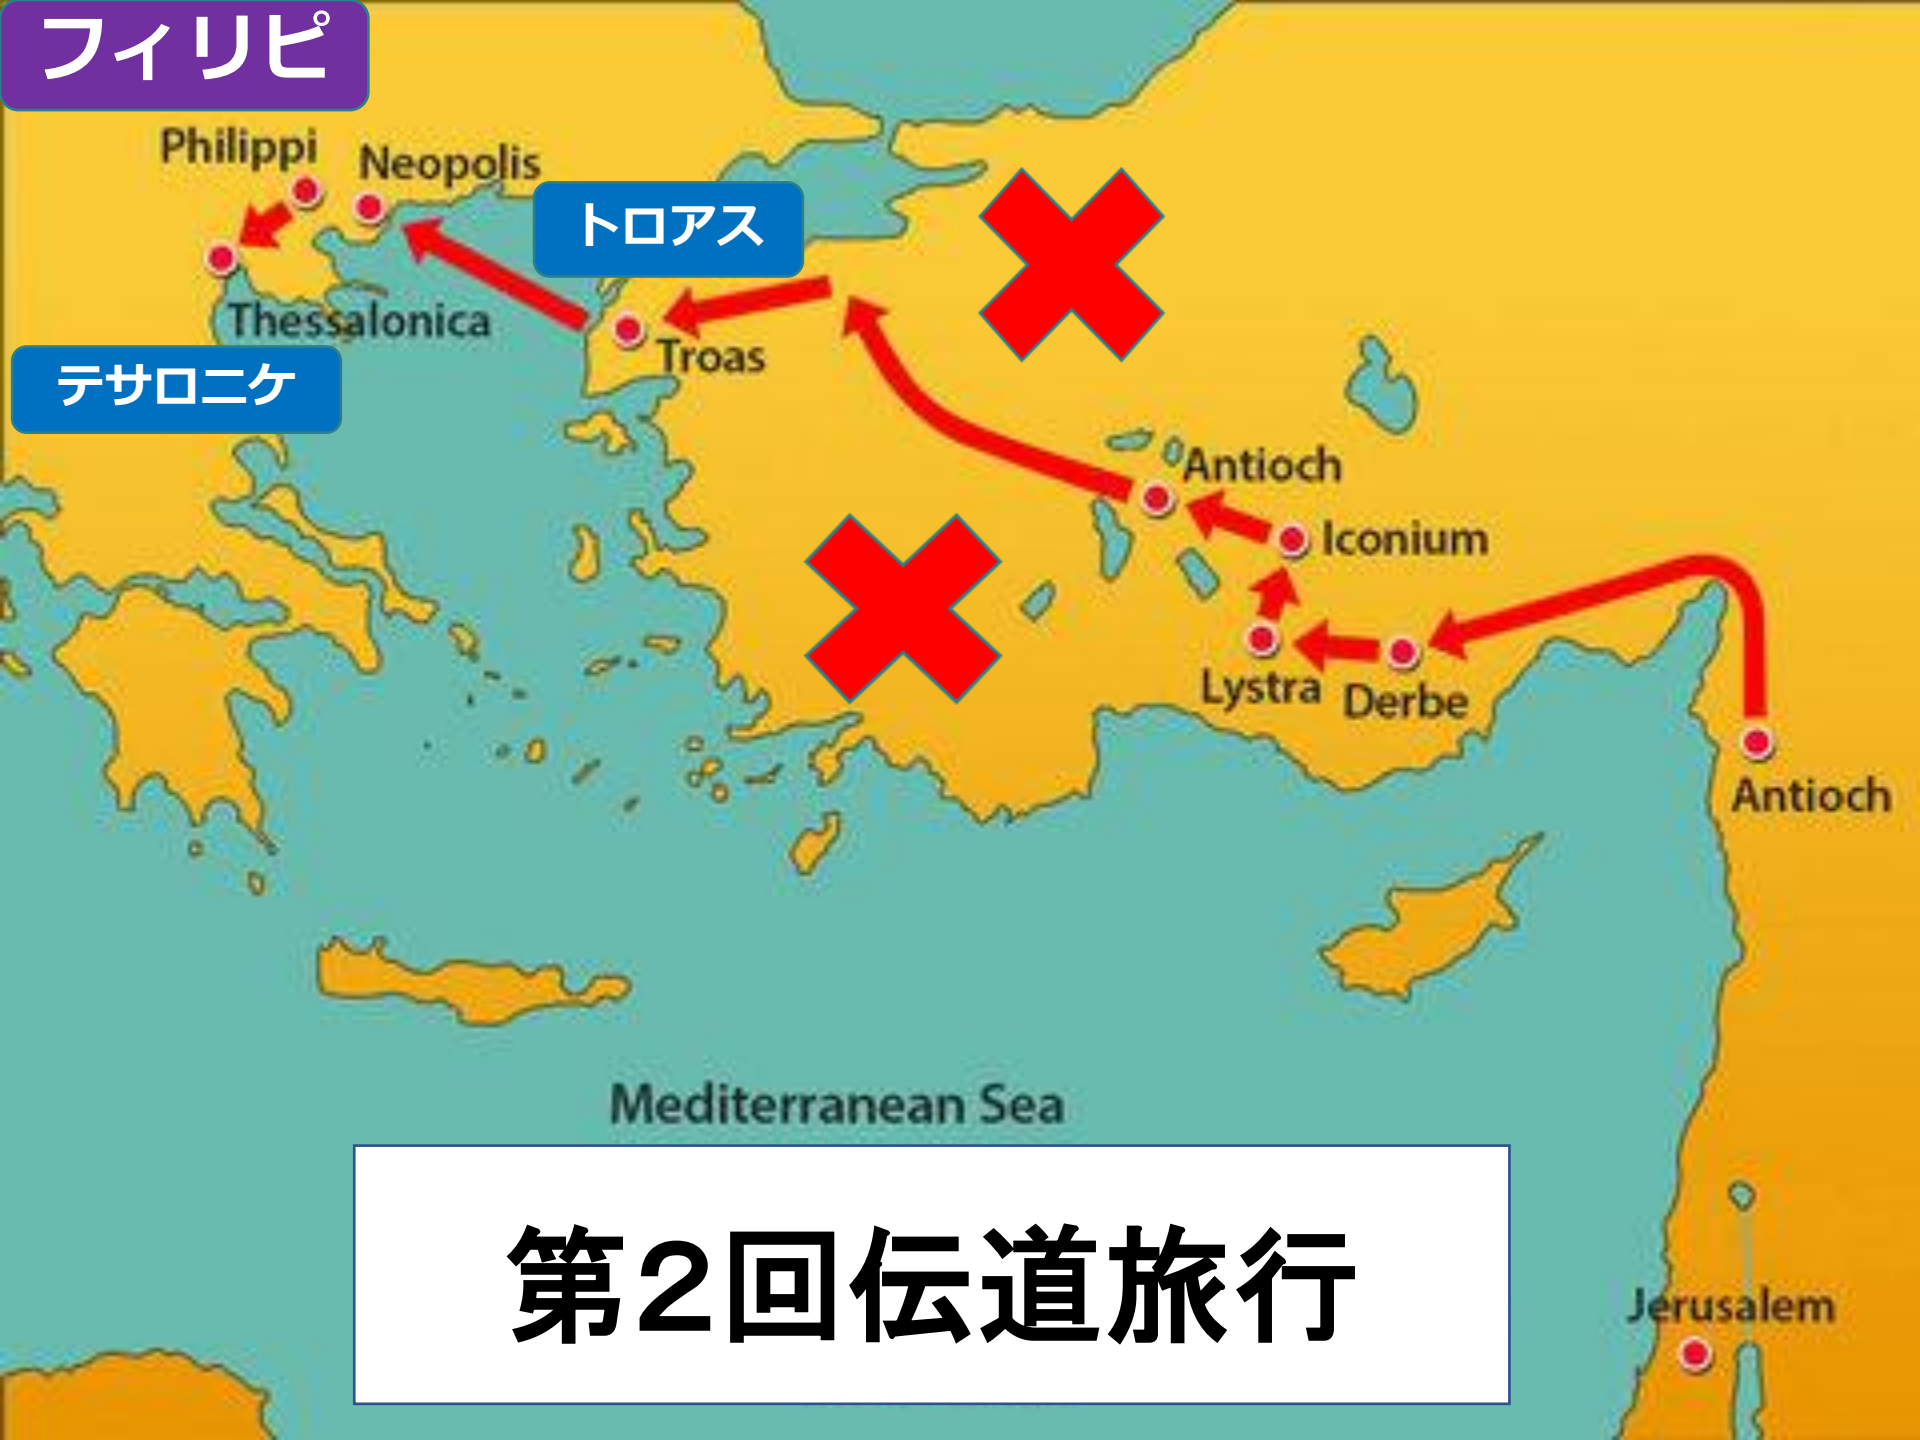 フィリピ
Philippi
Neopolis
トロアス
Thessalonica
Troas
テサロニケ
Antioch
Iconium
Lystra
Derbe
Antioch
Mediterranean Sea
第2回伝道旅行
Jerusalem